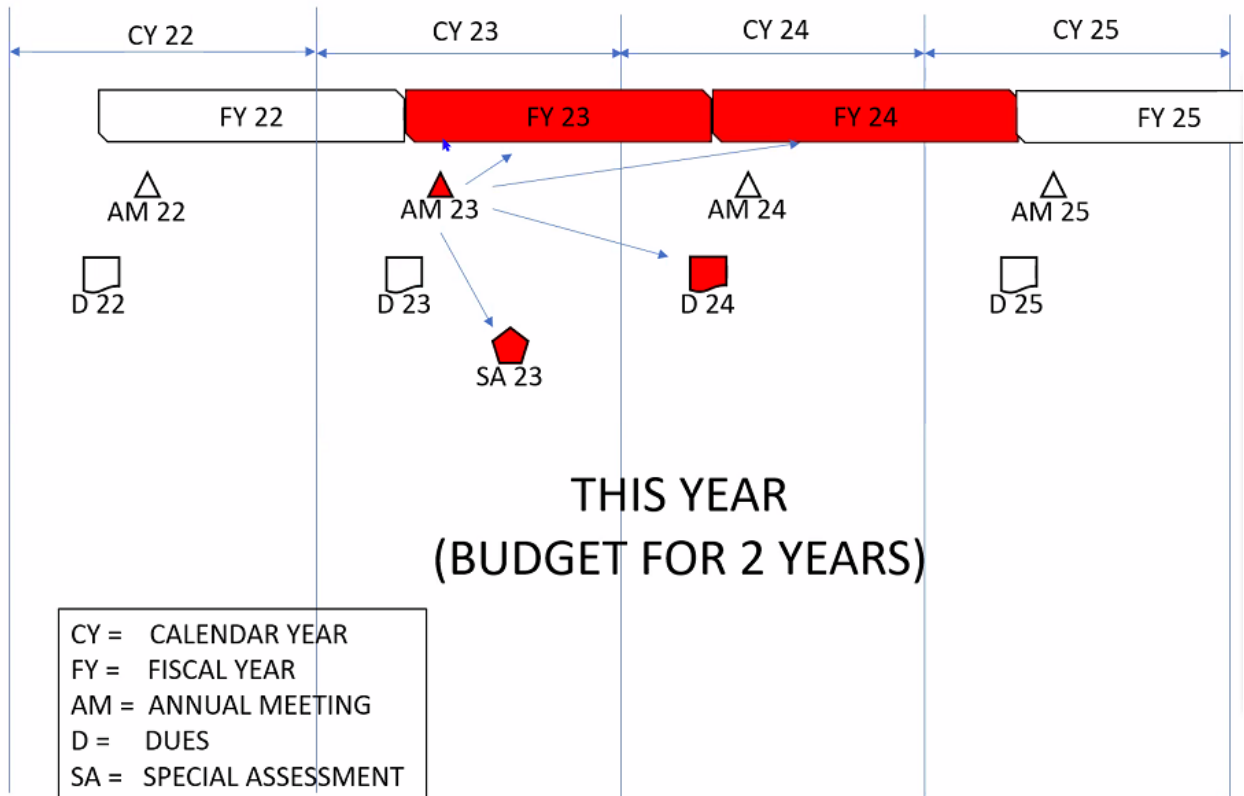 CY 22
CY 23
CY 24
CY 25
FY 22
FY 23
FY 24
FY 25
AM 22
AM 23
AM 24
AM 25
D 22
D 23
D 24
D 25
SA 23
THIS YEAR
(BUDGET FOR 2 YEARS)
CY = CALENDAR YEAR
FY = FISCAL YEAR
AM = ANNUAL MEETING
D = DUES
SA = SPECIAL ASSESSMENT